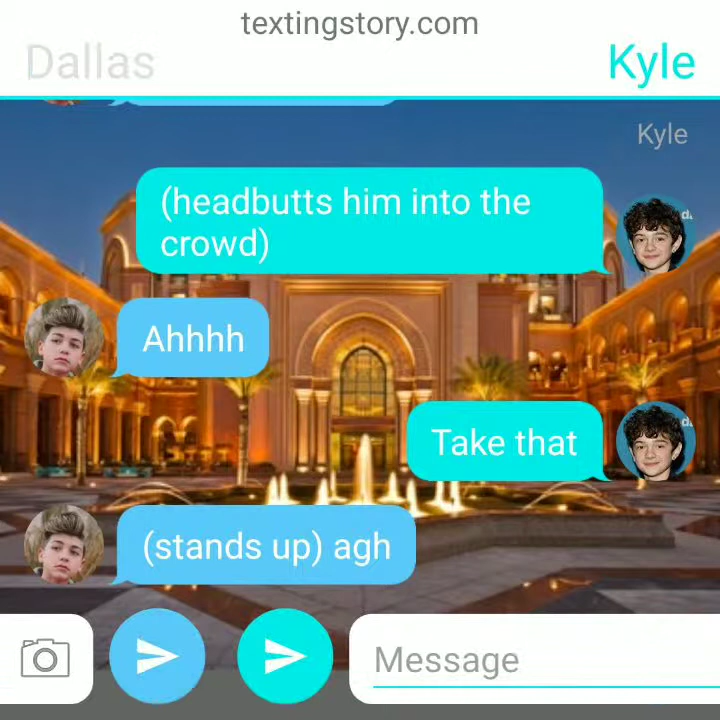 textingstory.com
Dallas
Kyle
Kyle
(headbutts him into the
crowd)
Ahhhh
Take that
(stands up) agh
Message